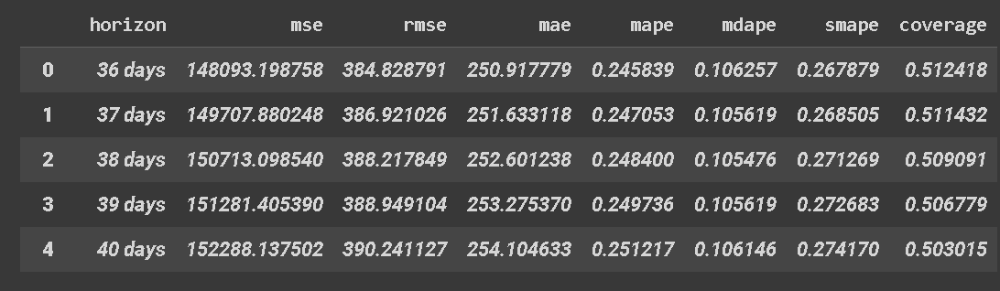 horizon mse rmse mae mape mdape smape coverage
0 36 days 148093.198758 384.828791 250.917779 0.245839 0.106257 0.267879 0.512418
1 37 days 149707.880248 386.921026 251.633118 0.247053 0.105619 0.268505 0.511432
2 38 days 150713.098540 388.217849 252.601238 0.248400 0.105476 0.271269 0.509091
3 39 days 151281.405390 388.949104 253.275370 0.249736 0.105619 0.272683 0.506779
4 40 days 152288.137502 390.241127 254.104633 0.251217 0.106146 0.274170 0.503015